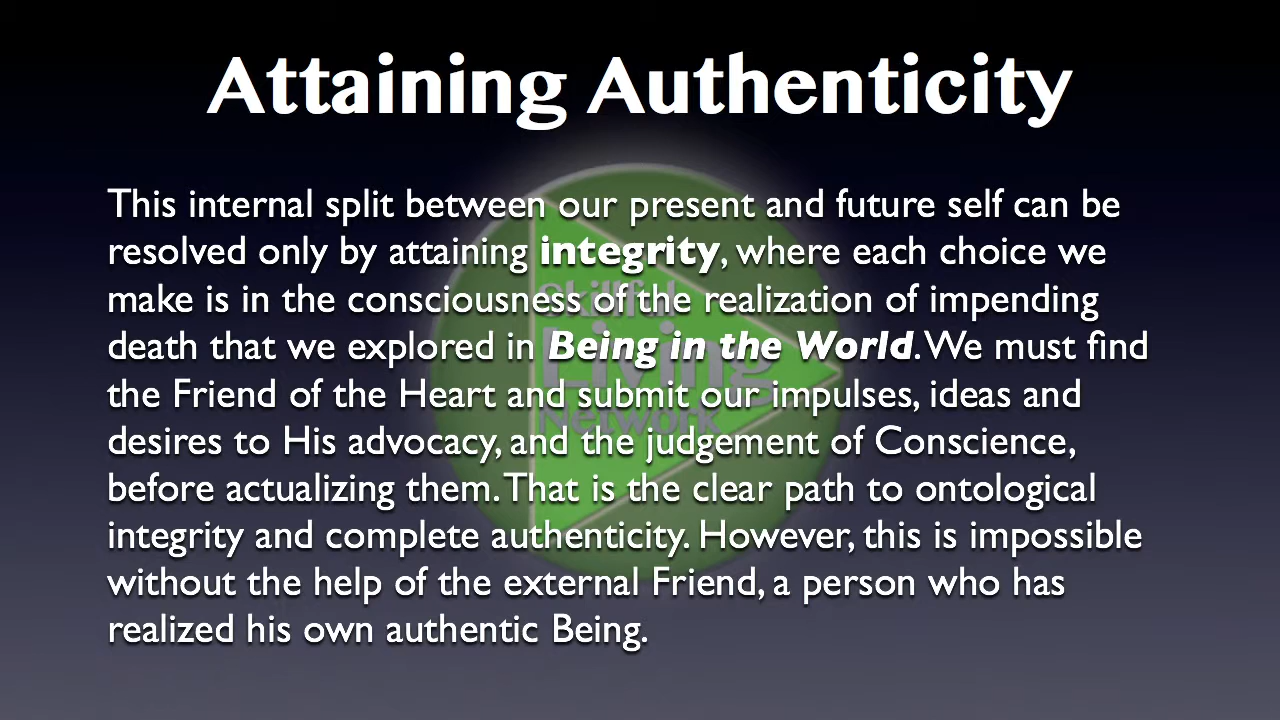 Attaining Authenticity
This internal split between our present and future self can be
resolved only by attaining integrity, where each choice we
make is in the consciousness of the realization of impending
death that we explored in Being in the World. We must find
the Friend of the Heart and submit our impulses, ideas and
desires to His advocacy, and the judgement of Conscience,
before actualizing them. That is the clear path to ontological
integrity and complete authenticity. However, this is impossible
without the help of the external Friend, a person who has
realized his own authentic Being.
Skillful
Living
Network